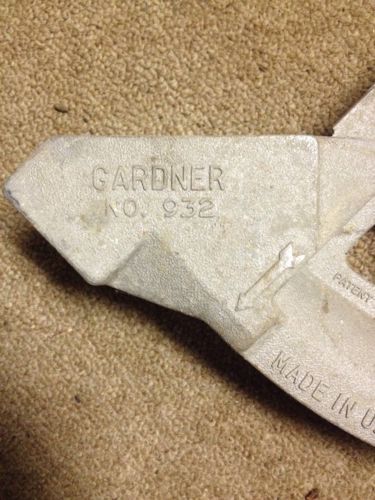 GARDNER
NO. 932
PATENT
MADE IN U